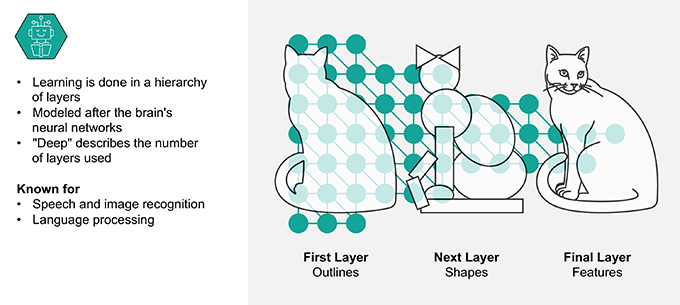 • Learning is done in a hierarchy
of layers
• Modeled after the brain's
neural networks
• "Deep" describes the number
of layers used
Known for
• Speech and image recognition
• Language processing
First Layer
Outlines
Next Layer
Shapes
Final Layer
Features